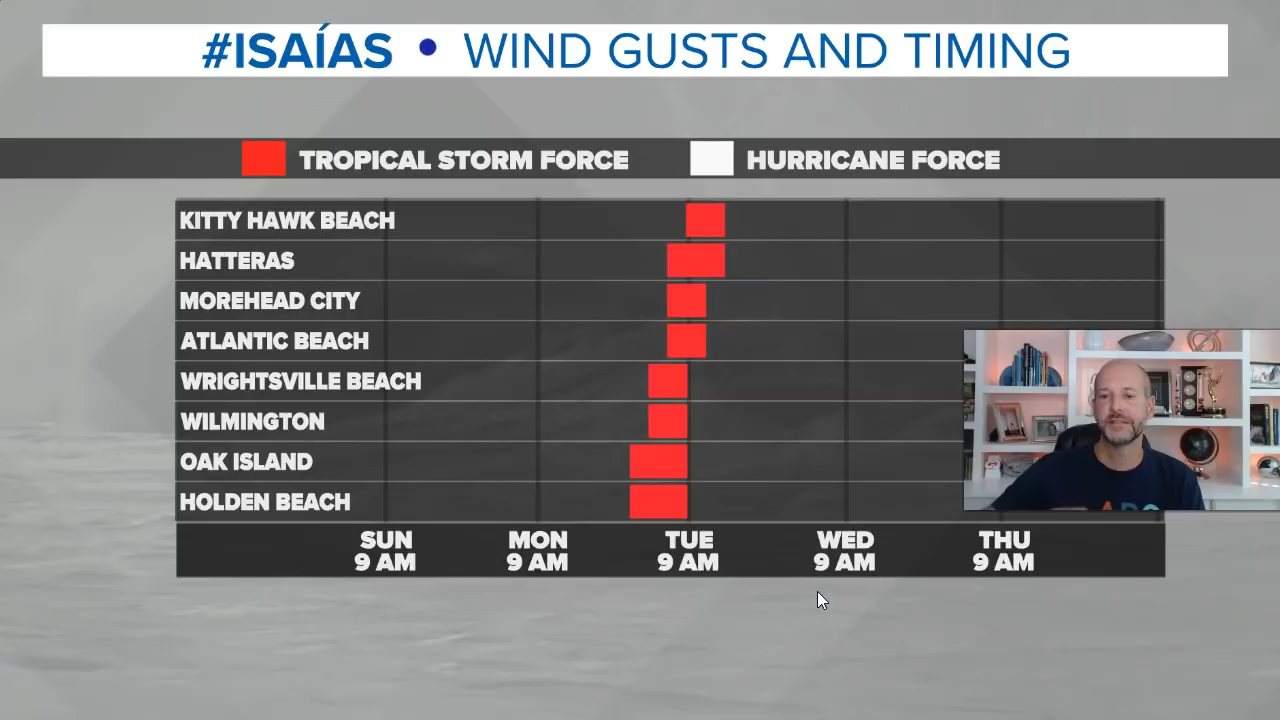 #ISAÍAS • WIND GUSTS AND TIMING
TROPICAL STORM FORCE
HURRICANE FORCE
KITTY HAWK BEACH
HATTERAS
MOREHEAD CITY
ATLANTIC BEACH
WRIGHTSVILLE BEACH
WILMINGTON
OAK ISLAND
HOLDEN BEACH
SUN
9 AM
MON
9 AM
TUE
9 AM
WED
9 AM
THU
9 AM